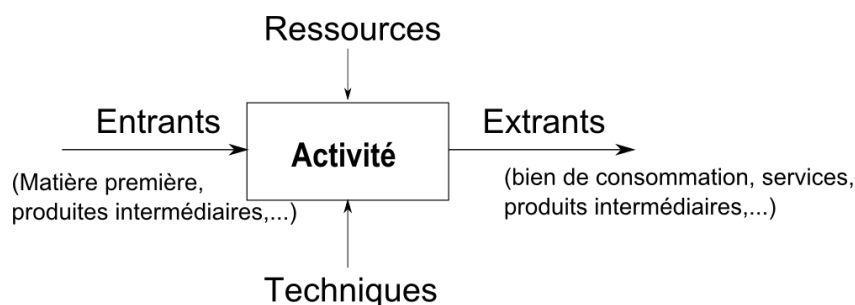 Ressources
Entrants
Activité
Extrants
(Matière première,
produites intermédiaires,...)
(bien de consommation, services,
produits intermédiaires,...)
Techniques